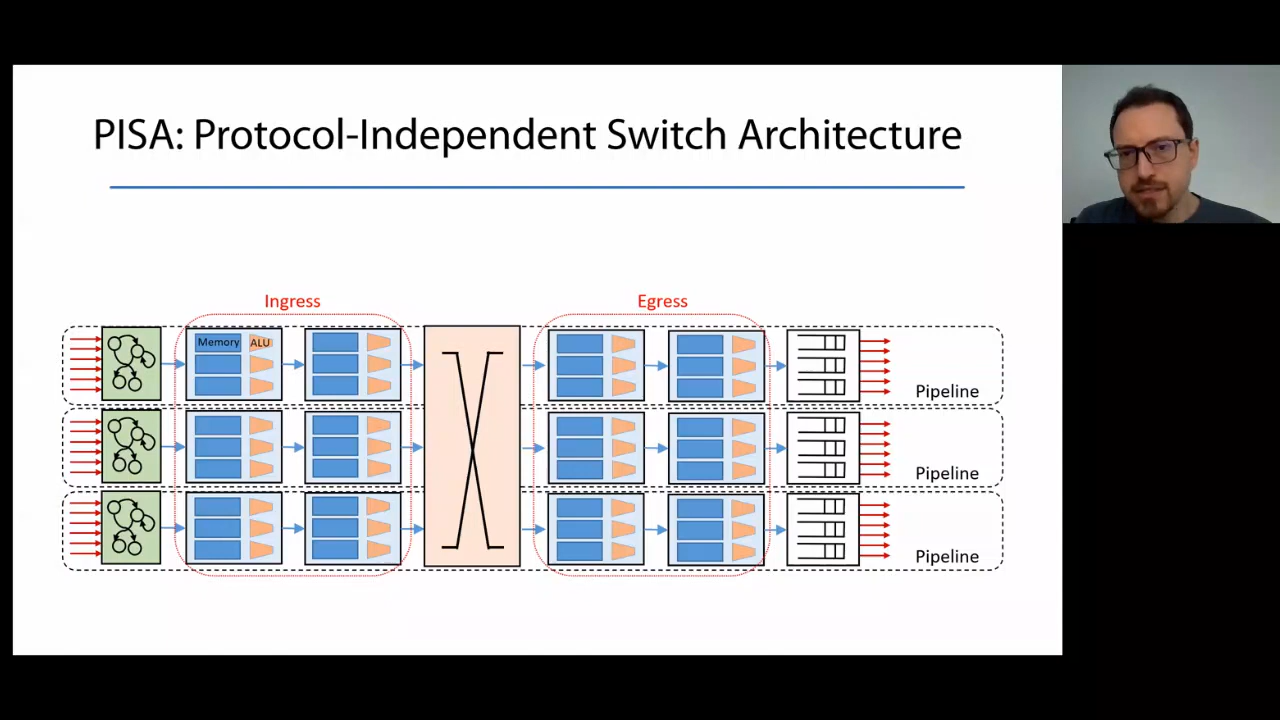 PISA: Protocol-Independent Switch Architecture
Ingress
Egress
Memory
ALU
Pipeline
Pipeline
Pipeline